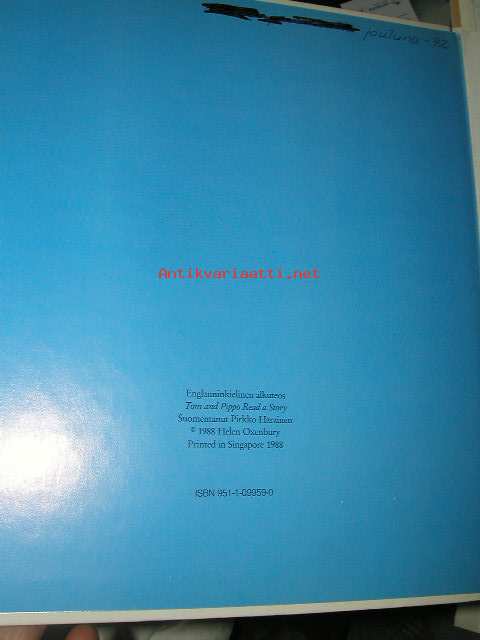 jouluna -92
Antikvariaatti.net
Englanninkielinen alkuteos
Tom and Pippo Read a Story
Suomentanut Pirkko Harainen
© 1988 Helen Oxenbury
Printed in Singapore 1988
ISBN 951-1-09959-0